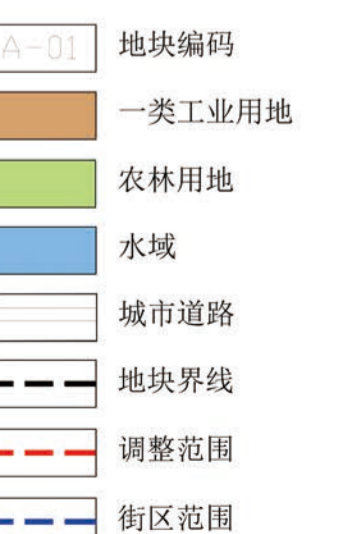 A-01 地块编码
一类工业用地
农林用地
水域
城市道路
地块界线
调整范围
街区范围